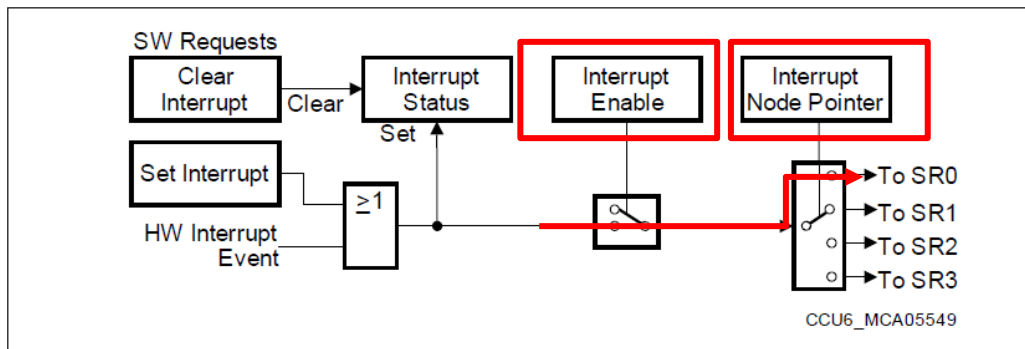 SW Requests
Clear
Interrupt
Clear
Interrupt
Status
Set
Interrupt
Enable
Interrupt
Node Pointer
Set Interrupt
≥1
HW Interrupt
Event
To SR0
To SR1
To SR2
To SR3
CCU6_MCA05549